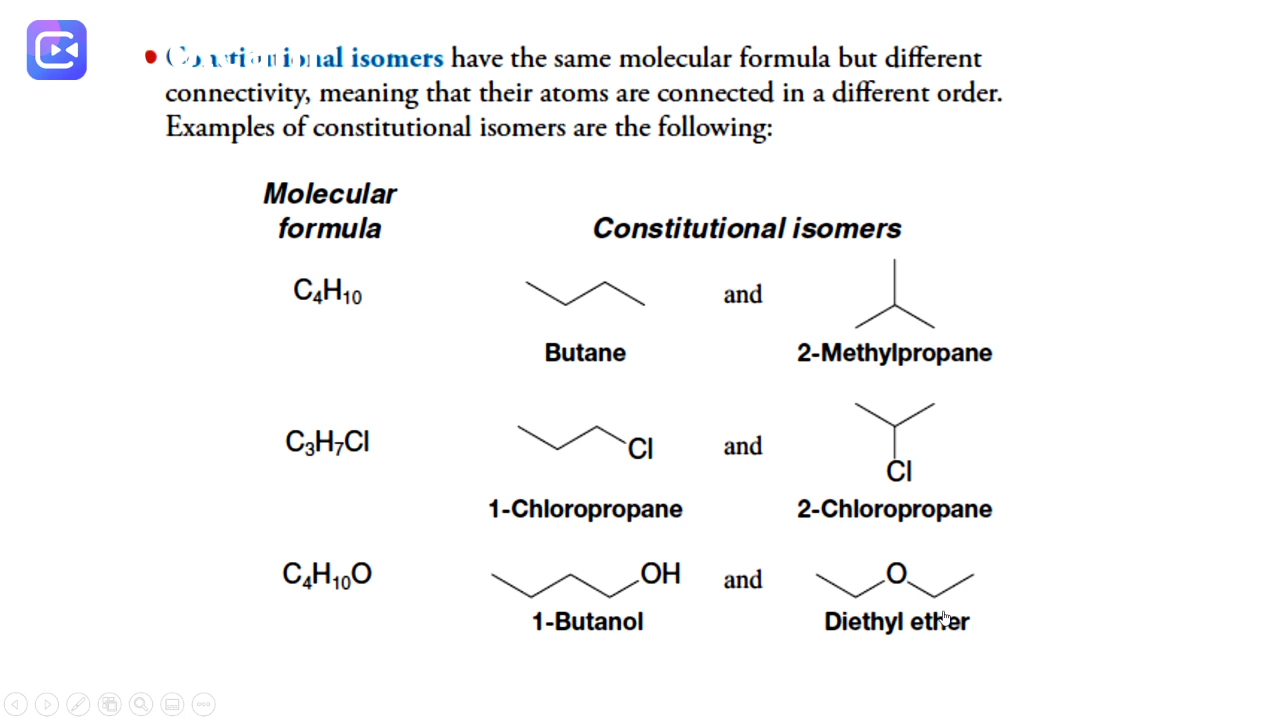 • Constitutional isomers have the same molecular formula but different
connectivity, meaning that their atoms are connected in a different order.
Examples of constitutional isomers are the following:
Molecular
formula
Constitutional isomers
C₄H₁₀ and
Butane 2-Methylpropane
C₃H₇Cl Cl and Cl
1-Chloropropane 2-Chloropropane
C₄H₁₀O OH and O
1-Butanol Diethyl ether